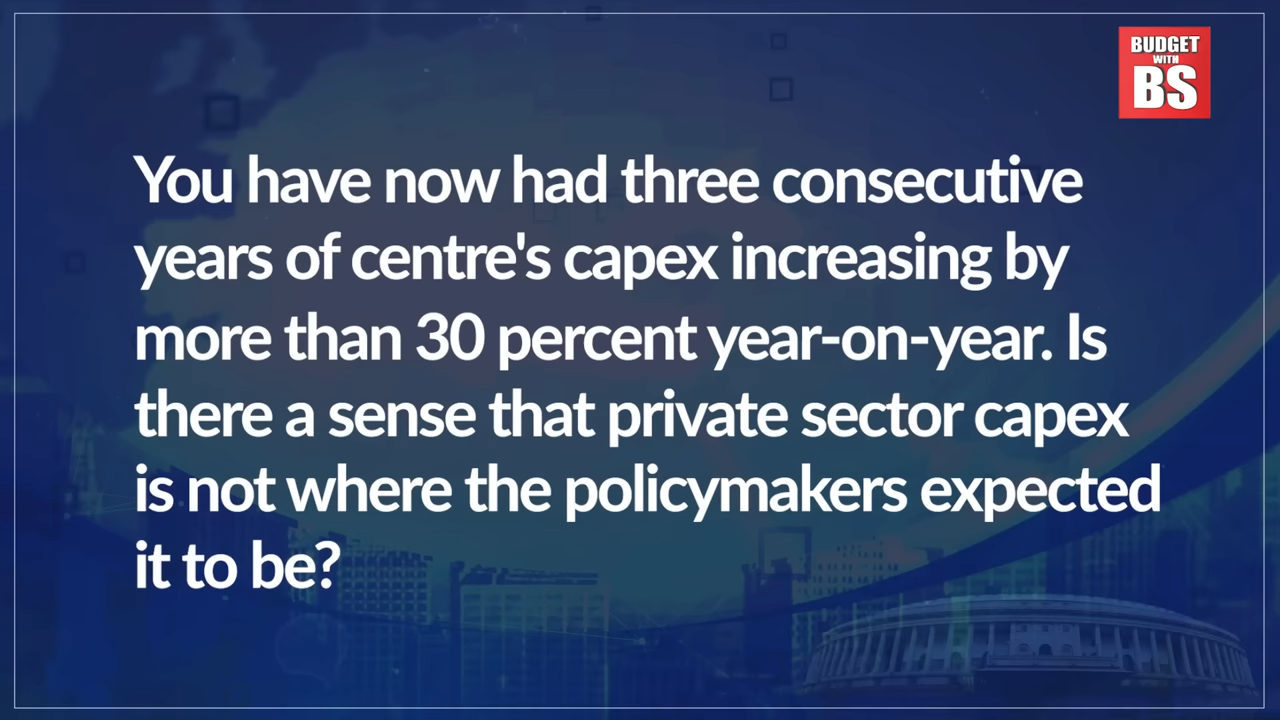 BUDGET
WITH
BS
You have now had three consecutive
years of centre's capex increasing by
more than 30 percent year-on-year. Is
there a sense that private sector capex
is not where the policymakers expected
it to be?